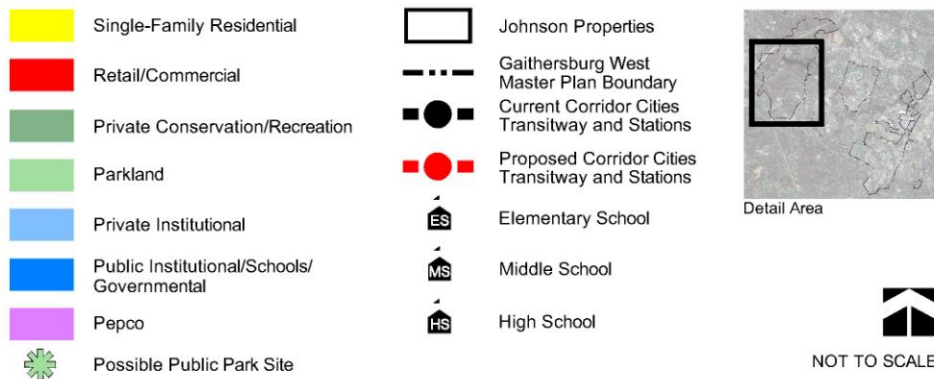 Single-Family Residential
Retail/Commercial
Private Conservation/Recreation
Parkland
Private Institutional
Public Institutional/Schools/
Governmental
Pepco
Possible Public Park Site
Johnson Properties
Gaithersburg West
Master Plan Boundary
Current Corridor Cities
Transitway and Stations
Proposed Corridor Cities
Transitway and Stations
ES
Elementary School
MS
Middle School
HS
High School
Detail Area
NOT TO SCALE